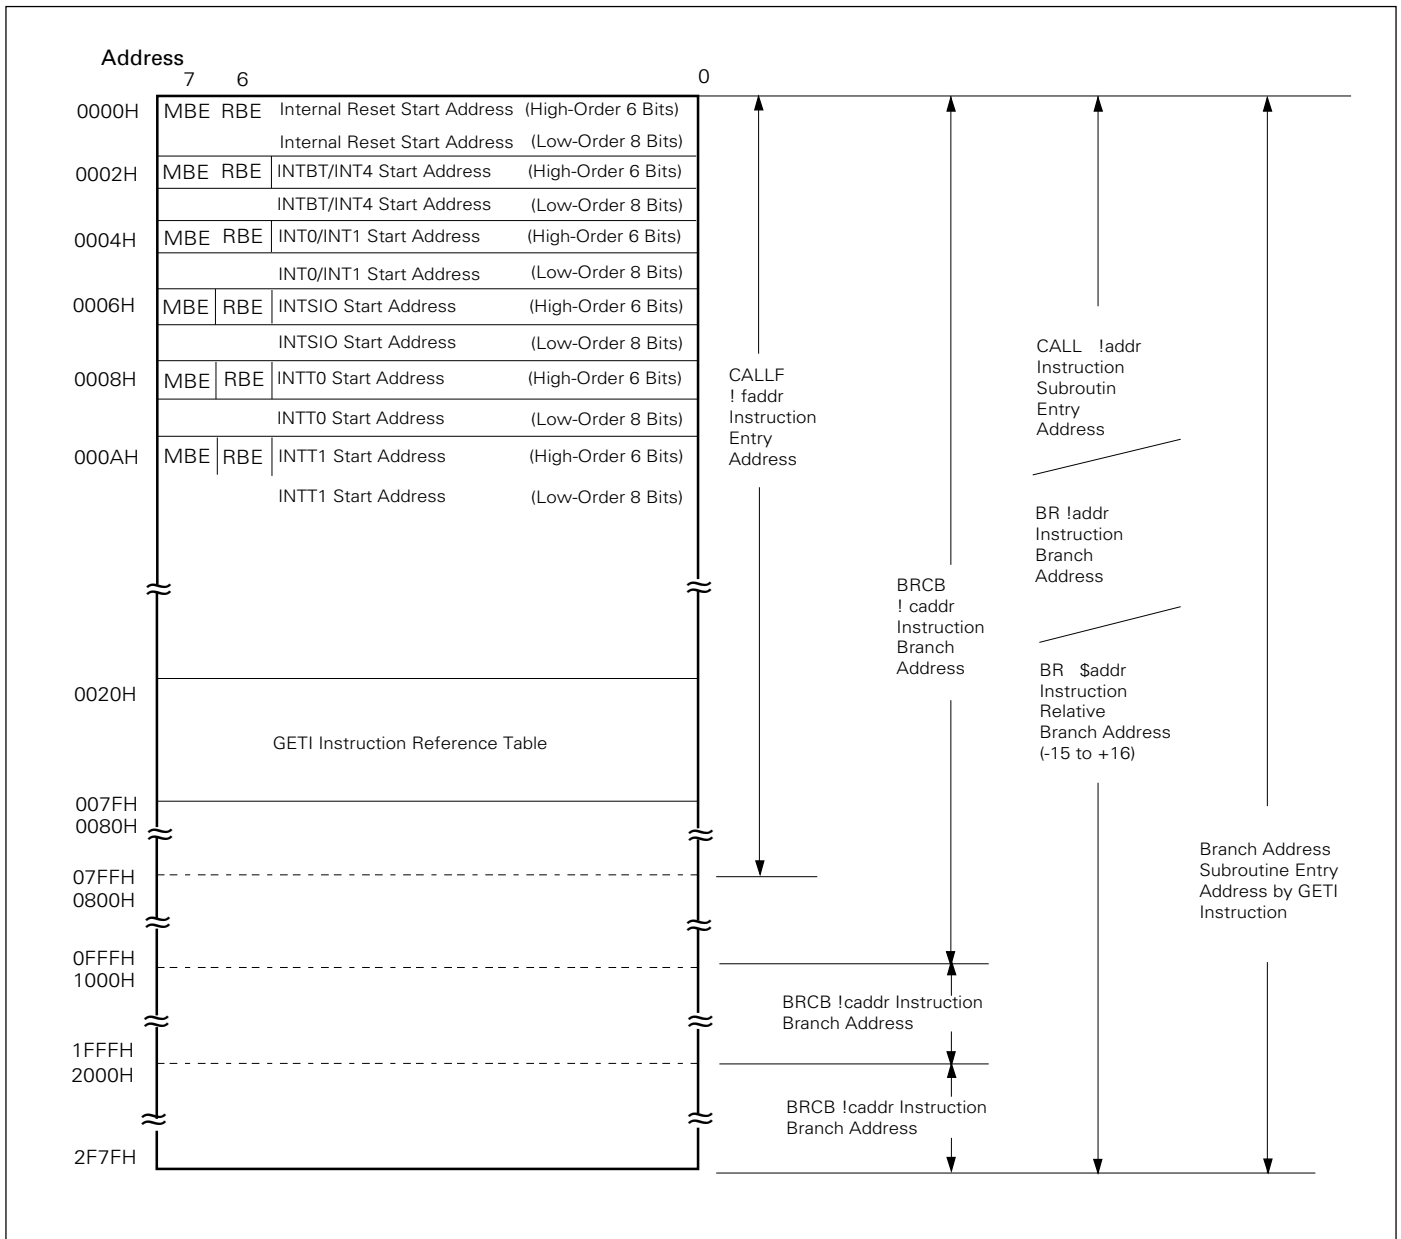 Address
7 6 0
0000H MBE RBE Internal Reset Start Address (High-Order 6 Bits)
Internal Reset Start Address (Low-Order 8 Bits)
0002H MBE RBE INTBT/INT4 Start Address (High-Order 6 Bits)
INTBT/INT4 Start Address (Low-Order 8 Bits)
0004H MBE RBE INT0/INT1 Start Address (High-Order 6 Bits)
INT0/INT1 Start Address (Low-Order 8 Bits)
0006H MBE RBE INTSIO Start Address (High-Order 6 Bits)
INTSIO Start Address (Low-Order 8 Bits)
0008H MBE RBE INTT0 Start Address (High-Order 6 Bits)
INTT0 Start Address (Low-Order 8 Bits)
000AH MBE RBE INTT1 Start Address (High-Order 6 Bits)
INTT1 Start Address (Low-Order 8 Bits)
0020H
GETI Instruction Reference Table
007FH
0080H
07FFH
0800H
0FFFH
1000H
1FFFH
2000H
2F7FH
CALLF
! faddr
Instruction
Entry
Address
BRCB
! caddr
Instruction
Branch
Address
BRCB !caddr Instruction
Branch Address
BRCB !caddr Instruction
Branch Address
CALL !addr
Instruction
Subroutin
Entry
Address
BR !addr
Instruction
Branch
Address
BR $addr
Instruction
Relative
Branch Address
(-15 to +16)
Branch Address
Subroutine Entry
Address by GETI
Instruction